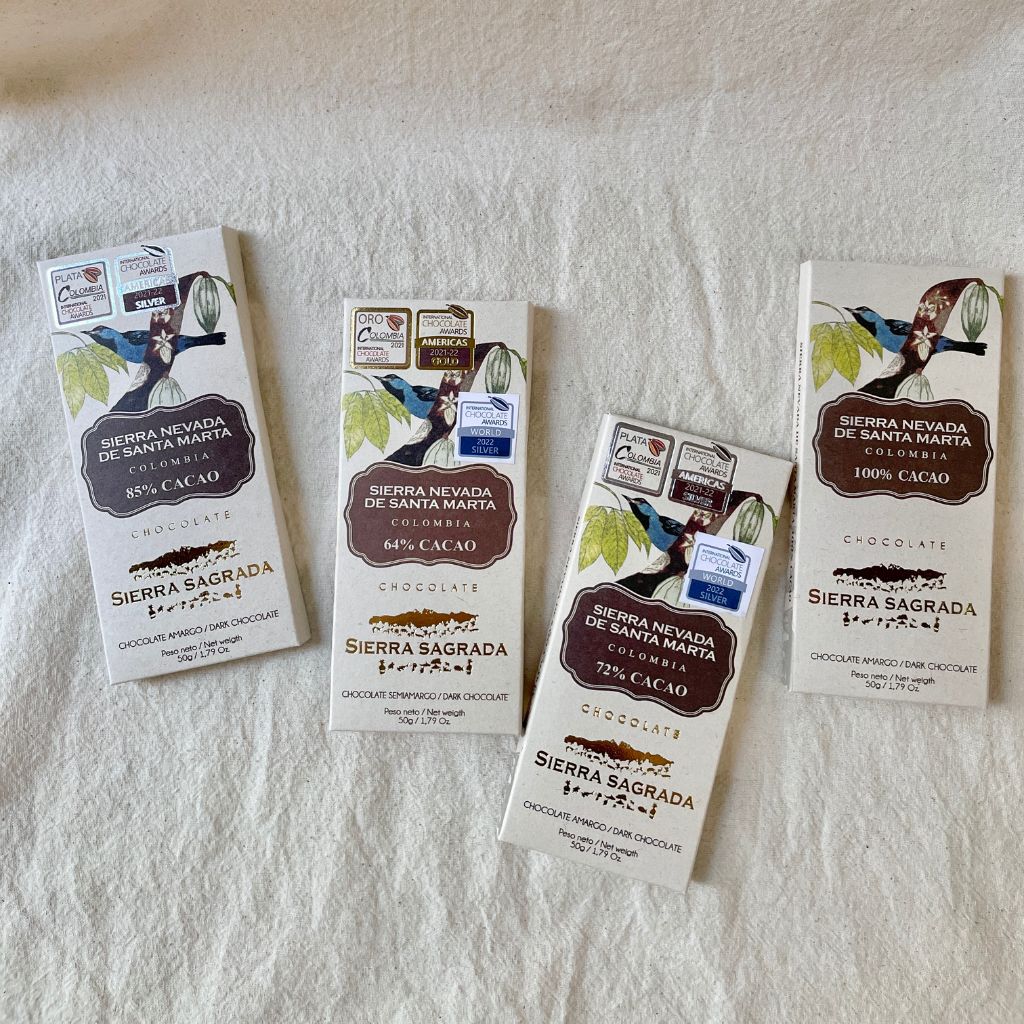 PLATA
COLOMBIA
2021
INTERNATIONAL
CHOCOLATE
AWARDS
INTERNATIONAL
CHOCOLATE
AWARDS
AMERICAS
2021-22
SILVER
SIERRA NEVADA
DE SANTA MARTA
COLOMBIA
85% CACAO
CHOCOLATE
SIERRA SAGRADA
CHOCOLATE AMARGO / DARK CHOCOLATE
Peso neto / Net weigth
50g / 1,79 Oz.
ORO
COLOMBIA
2021
INTERNATIONAL
CHOCOLATE
AWARDS
INTERNATIONAL
CHOCOLATE
AWARDS
AMERICAS
2021-22
GOLD
INTERNATIONAL
CHOCOLATE
AWARDS
WORLD
2022
SILVER
SIERRA NEVADA
DE SANTA MARTA
COLOMBIA
64% CACAO
CHOCOLATE
SIERRA SAGRADA
CHOCOLATE SEMIAMARGO / DARK CHOCOLATE
Peso neto / Net weigth
50g / 1,79 Oz.
PLATA
COLOMBIA
2021
INTERNATIONAL
CHOCOLATE
AWARDS
INTERNATIONAL
CHOCOLATE
AWARDS
AMERICAS
2021-22
SILVER
INTERNATIONAL
CHOCOLATE
AWARDS
WORLD
2022
SILVER
SIERRA NEVADA
DE SANTA MARTA
COLOMBIA
72% CACAO
CHOCOLATE
SIERRA SAGRADA
CHOCOLATE AMARGO / DARK CHOCOLATE
Peso neto / Net weigth
50g / 1,79 Oz.
SIERRA NEVADA
DE SANTA MARTA
COLOMBIA
100% CACAO
CHOCOLATE
SIERRA SAGRADA
CHOCOLATE AMARGO / DARK CHOCOLATE
Peso neto / Net weigth
50g / 1,79 Oz.